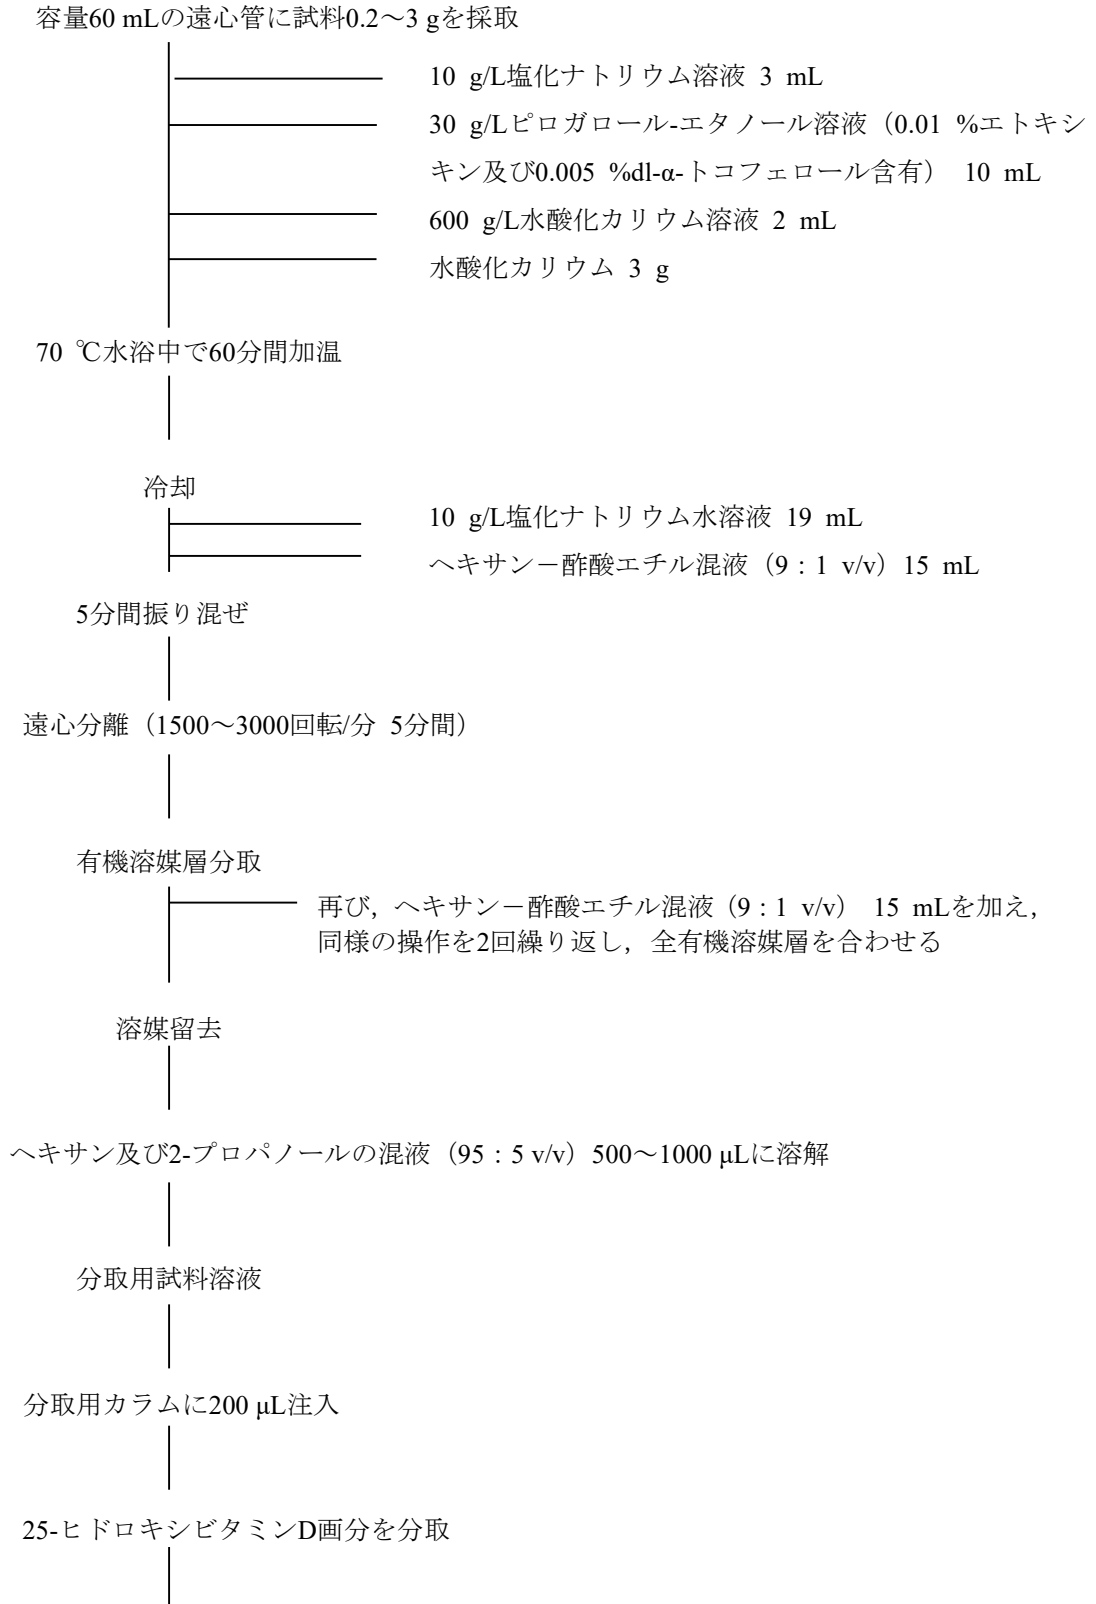 容量60 mLの遠心管に試料0.2～3 gを採取
10 g/L塩化ナトリウム溶液 3 mL
30 g/Lピロガロール-エタノール溶液（0.01 %エトキシ
キン及び0.005 %dl-α-トコフェロール含有） 10 mL
600 g/L水酸化カリウム溶液 2 mL
水酸化カリウム 3 g
70 ℃水浴中で60分間加温
冷却
10 g/L塩化ナトリウム水溶液 19 mL
ヘキサン－酢酸エチル混液（9：1 v/v）15 mL
5分間振り混ぜ
遠心分離（1500～3000回転/分 5分間）
有機溶媒層分取
再び，ヘキサン－酢酸エチル混液（9：1 v/v） 15 mLを加え，
同様の操作を2回繰り返し，全有機溶媒層を合わせる
溶媒留去
ヘキサン及び2-プロパノールの混液（95：5 v/v）500～1000 μLに溶解
分取用試料溶液
分取用カラムに200 μL注入
25-ヒドロキシビタミンD画分を分取